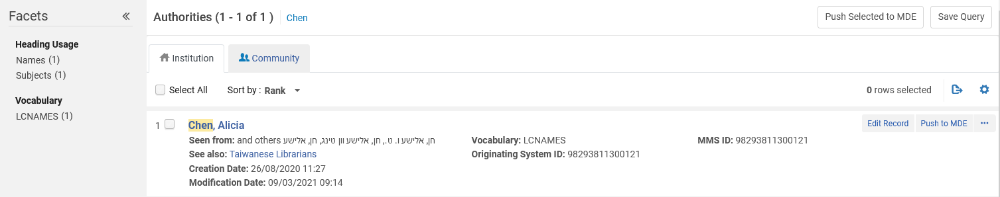 Facets
Heading Usage
Names (1)
Subjects (1)
Vocabulary
LCNAMES (1)
Authorities (1 - 1 of 1 ) Chen
Push Selected to MDE Save Query
Institution Community
Select All Sort by : Rank 0 rows selected
1 Chen, Alicia Edit Record Push to MDE ...
Seen from: and others חן, אלישע ו. ט., חן, אלישע וון טינג, חן, אלישע
Vocabulary: LCNAMES MMS ID: 98293811300121
See also: Taiwanese Librarians Originating System ID: 98293811300121
Creation Date: 26/08/2020 11:27
Modification Date: 09/03/2021 09:14